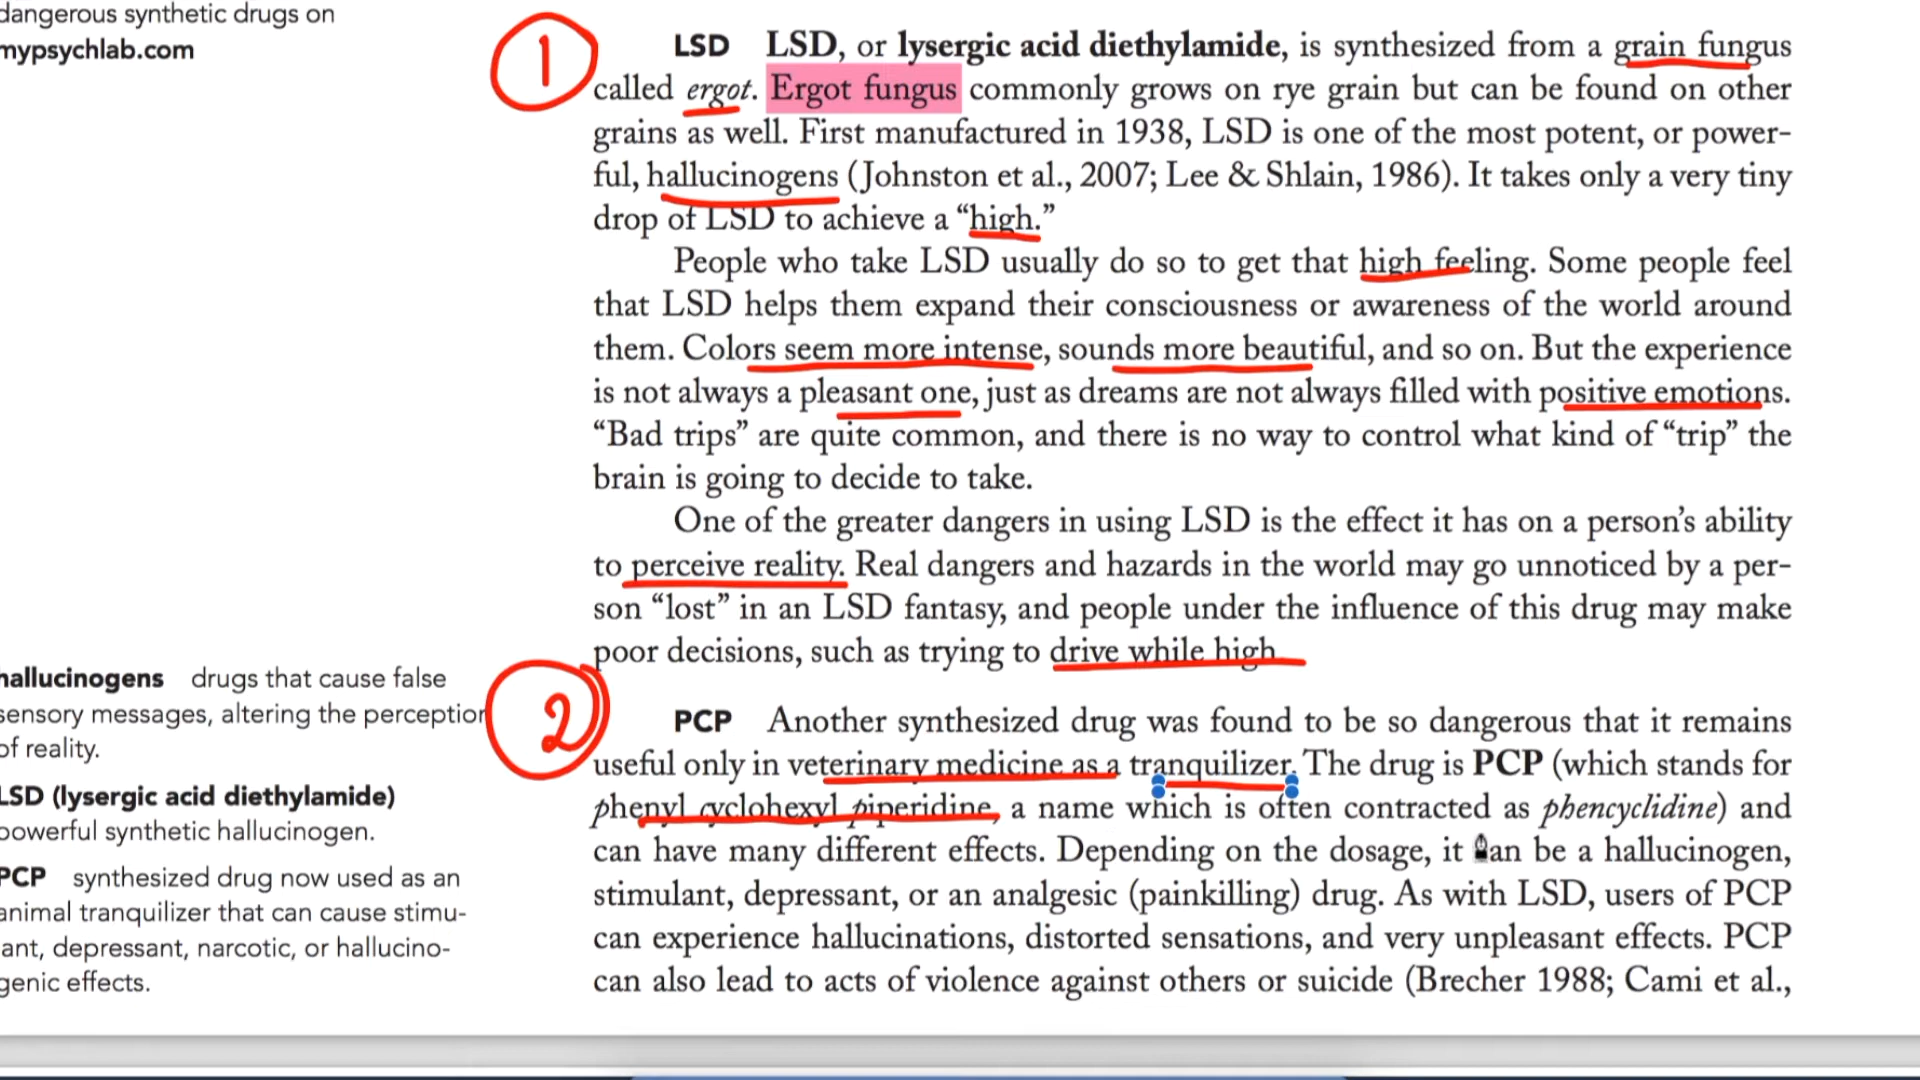 dangerous synthetic drugs on
mypsychlab.com
1
LSD LSD, or lysergic acid diethylamide, is synthesized from a grain fungus
called ergot. Ergot fungus commonly grows on rye grain but can be found on other
grains as well. First manufactured in 1938, LSD is one of the most potent, or power-
ful, hallucinogens (Johnston et al., 2007; Lee & Shlain, 1986). It takes only a very tiny
drop of LSD to achieve a “high.”
People who take LSD usually do so to get that high feeling. Some people feel
that LSD helps them expand their consciousness or awareness of the world around
them. Colors seem more intense, sounds more beautiful, and so on. But the experience
is not always a pleasant one, just as dreams are not always filled with positive emotions.
“Bad trips” are quite common, and there is no way to control what kind of “trip” the
brain is going to decide to take.
One of the greater dangers in using LSD is the effect it has on a person’s ability
to perceive reality. Real dangers and hazards in the world may go unnoticed by a per-
son “lost” in an LSD fantasy, and people under the influence of this drug may make
poor decisions, such as trying to drive while high
hallucinogens drugs that cause false
sensory messages, altering the perception
of reality.
LSD (lysergic acid diethylamide)
powerful synthetic hallucinogen.
PCP synthesized drug now used as an
animal tranquilizer that can cause stimu-
lant, depressant, narcotic, or hallucino-
genic effects.
2
PCP Another synthesized drug was found to be so dangerous that it remains
useful only in veterinary medicine as a tranquilizer. The drug is PCP (which stands for
phenyl cyclohexyl piperidine, a name which is often contracted as phencyclidine) and
can have many different effects. Depending on the dosage, it can be a hallucinogen,
stimulant, depressant, or an analgesic (painkilling) drug. As with LSD, users of PCP
can experience hallucinations, distorted sensations, and very unpleasant effects. PCP
can also lead to acts of violence against others or suicide (Brecher 1988; Cami et al.,